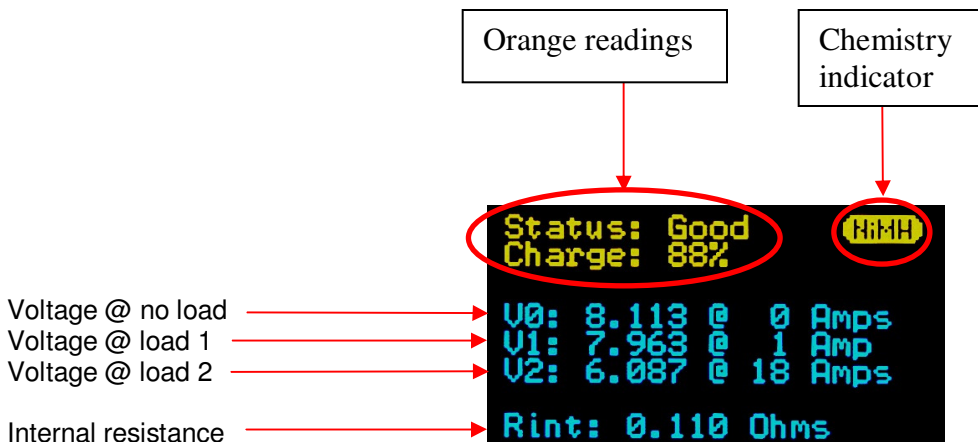 Orange readings
Chemistry
indicator
Status: Good
Charge: 88%
NiMH
Voltage @ no load
V0: 8.113 @ 0 Amps
Voltage @ load 1
V1: 7.963 @ 1 Amp
Voltage @ load 2
V2: 6.087 @ 18 Amps
Internal resistance
Rint: 0.110 Ohms